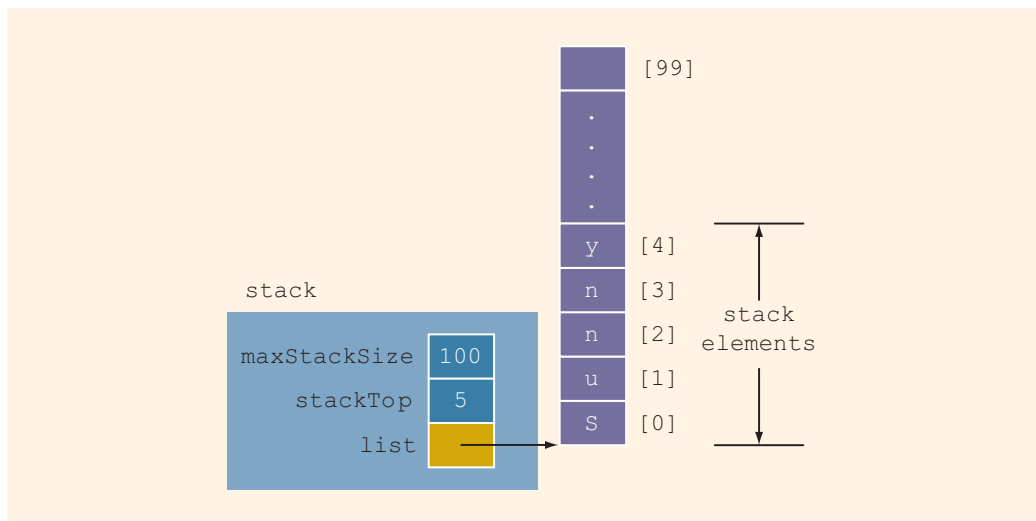 [99]
.
.
.
.
y [4]
n [3]
n [2]
u [1]
S [0]
stack
elements
stack
maxStackSize 100
stackTop 5
list